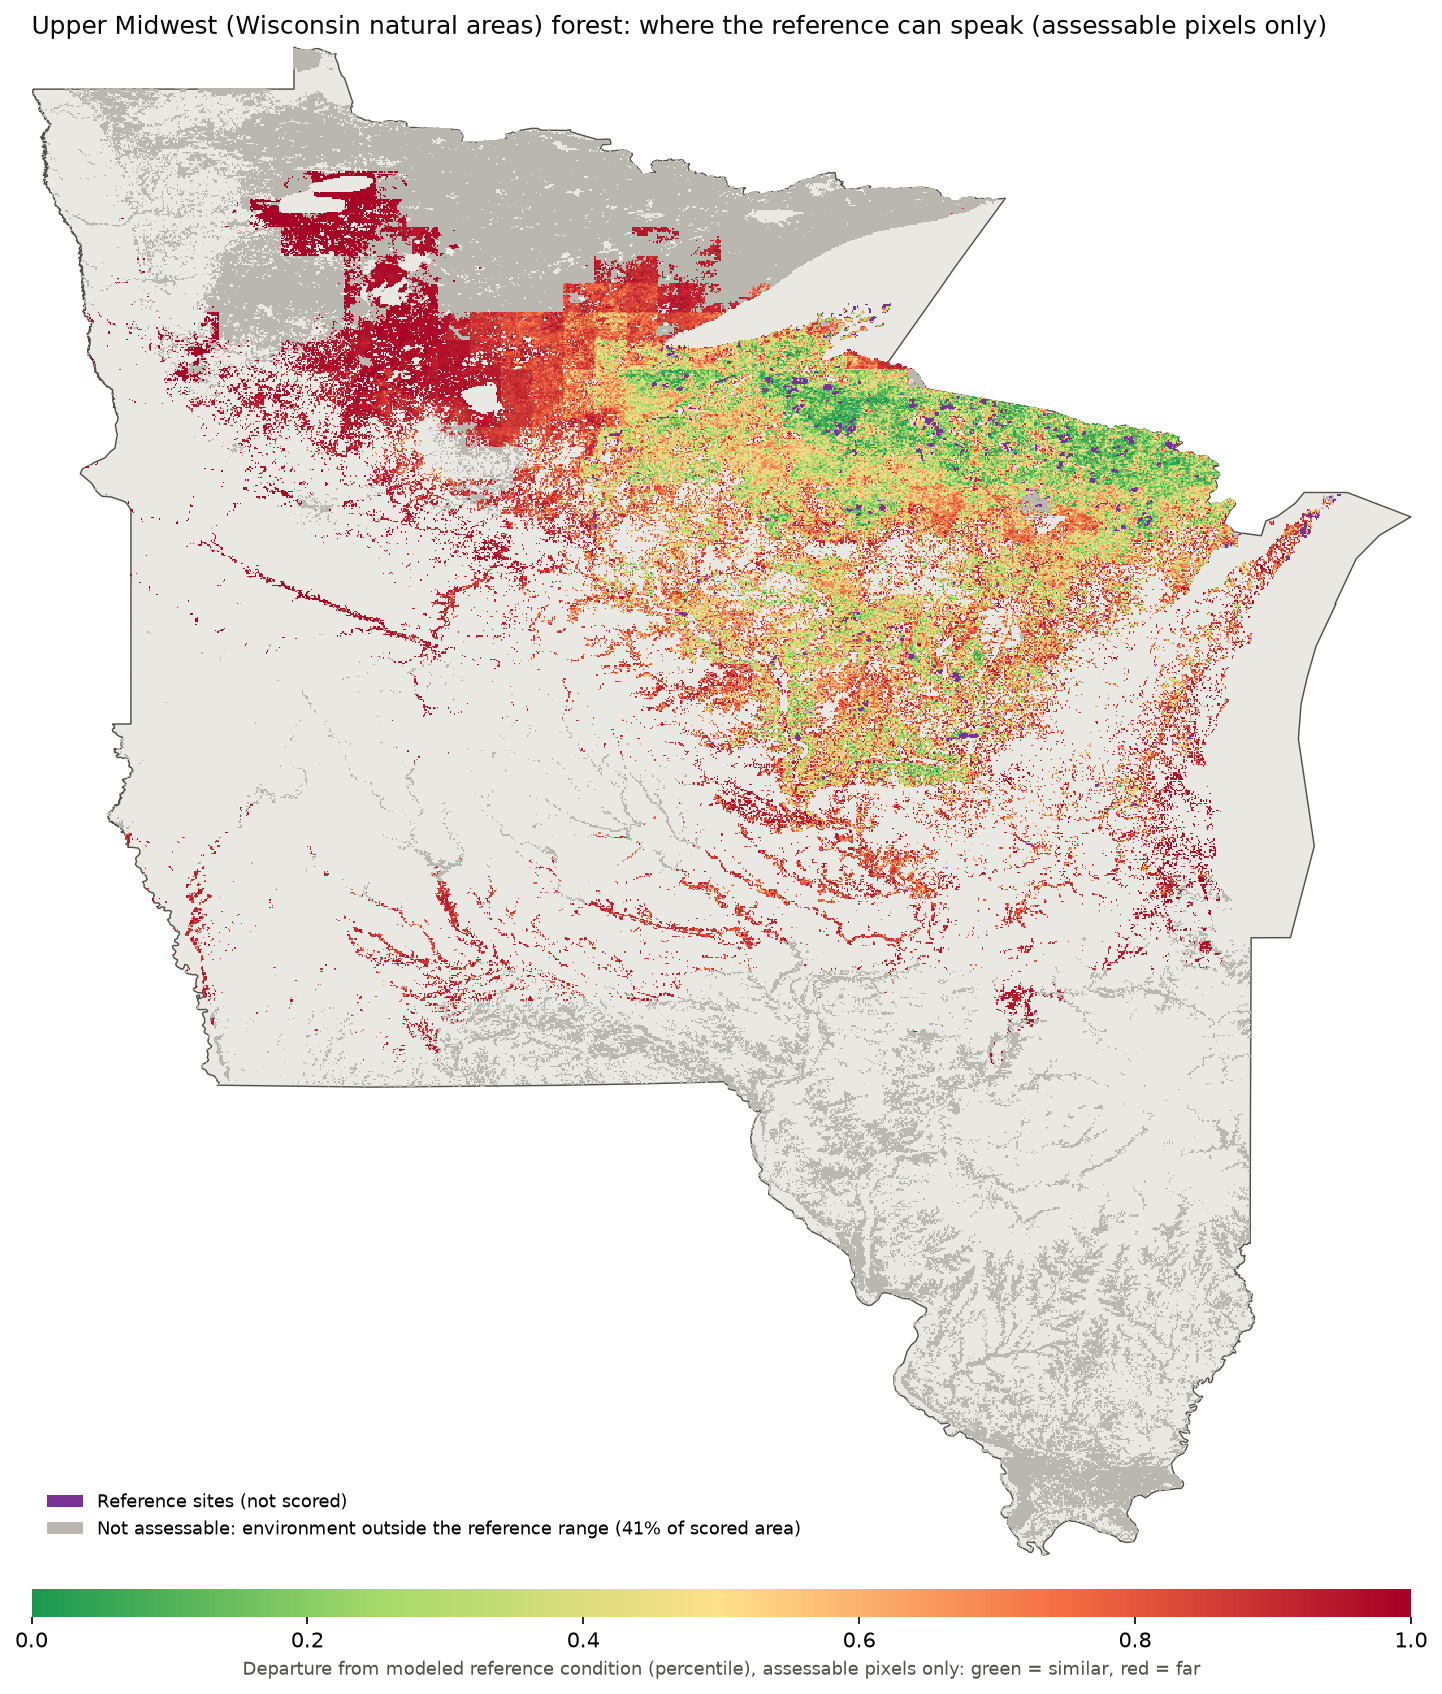 Upper Midwest (Wisconsin natural areas) forest: where the reference can speak (assessable pixels only)
Reference sites (not scored)
Not assessable: environment outside the reference range (41% of scored area)
0.0 0.2 0.4 0.6 0.8 1.0
Departure from modeled reference condition (percentile), assessable pixels only: green = similar, red = far